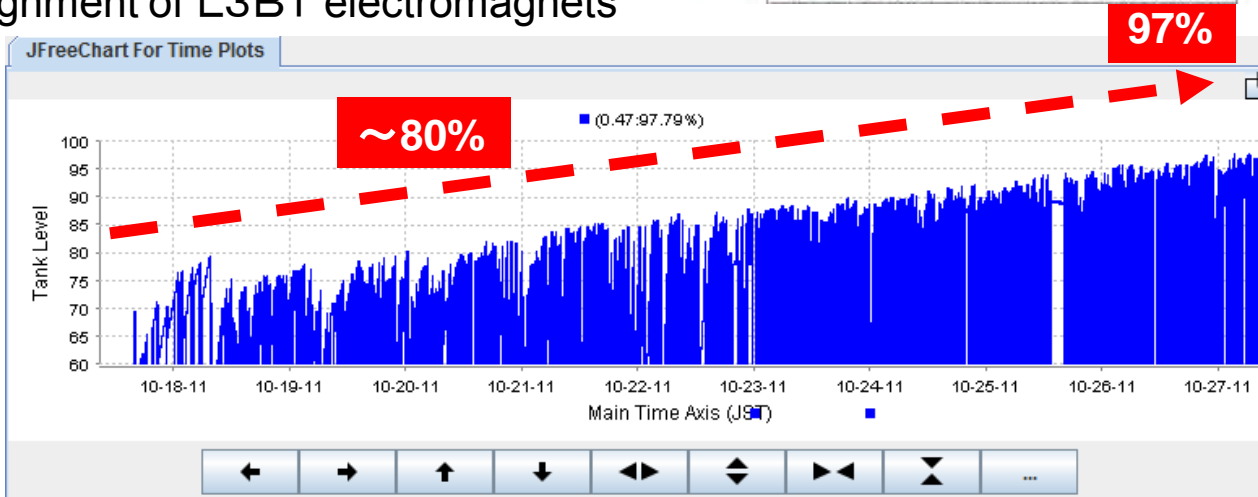 gnment of L3BT electromagnets
97%
JFreeChart For Time Plots
～80%
(0.47:97.79%)
100
95
90
85
80
75
70
65
60
Tank Level
10-18-11 10-19-11 10-20-11 10-21-11 10-22-11 10-23-11 10-24-11 10-25-11 10-26-11 10-27-11
Main Time Axis (JST)
...